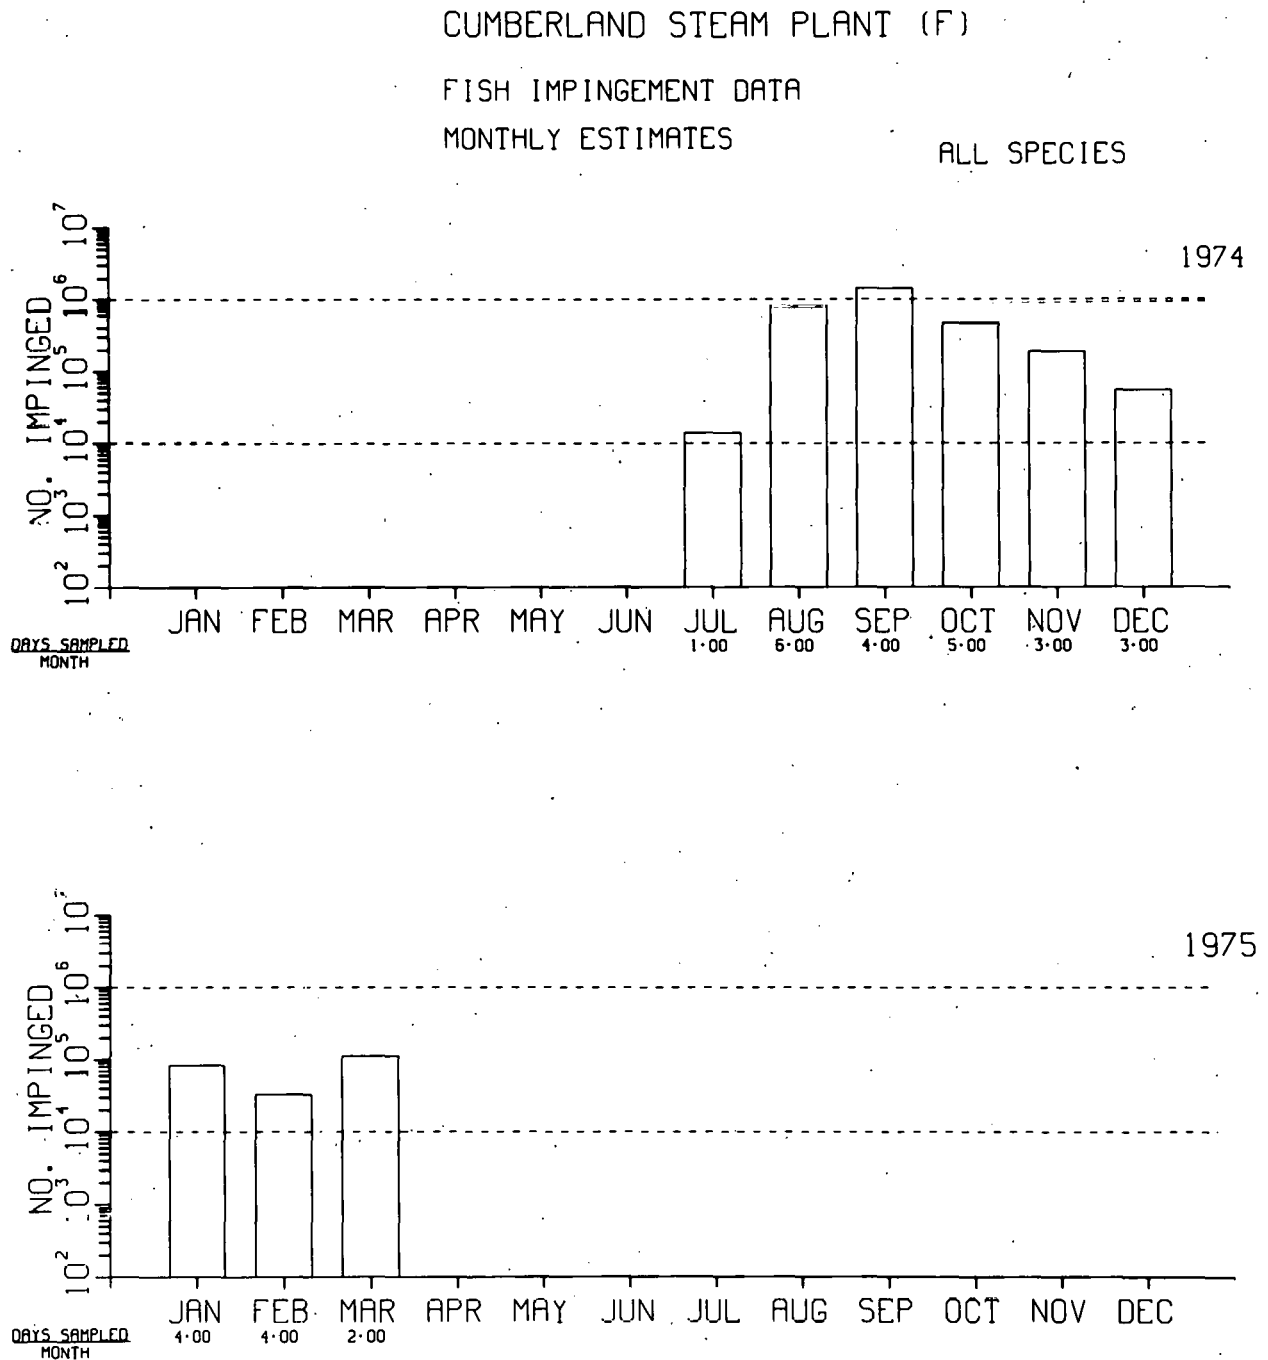 CUMBERLAND STEAM PLANT (F)
FISH IMPINGEMENT DATA
MONTHLY ESTIMATES
ALL SPECIES
1974
NO. IMPINGED
10⁷
10⁶
10⁵
10⁴
10³
10²
JAN FEB MAR APR MAY JUN JUL AUG SEP OCT NOV DEC
DAYS SAMPLED
MONTH
1.00 6.00 4.00 5.00 3.00 3.00
1975
NO. IMPINGED
10⁷
10⁶
10⁵
10⁴
10³
10²
JAN FEB MAR APR MAY JUN JUL AUG SEP OCT NOV DEC
DAYS SAMPLED
MONTH
4.00 4.00 2.00